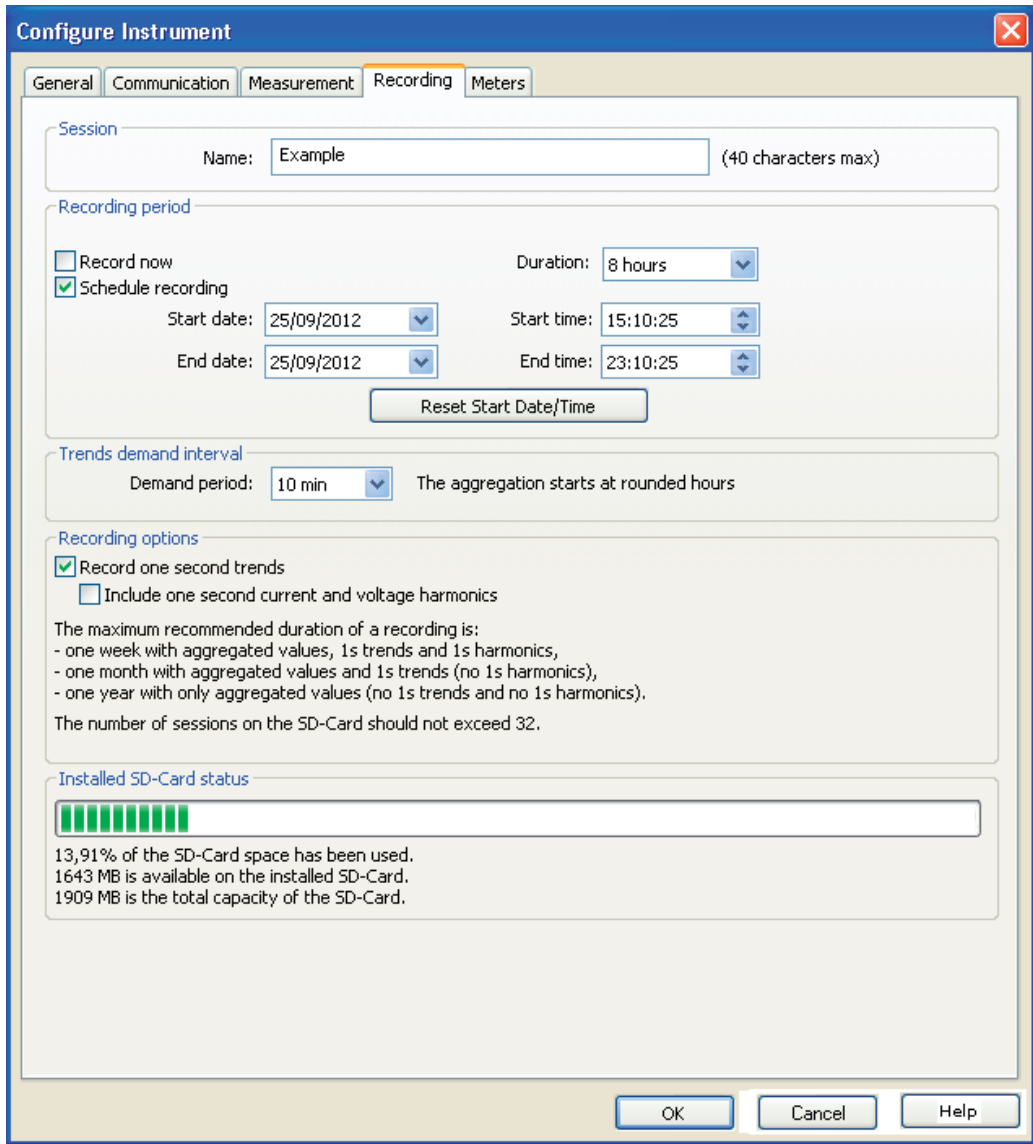 Configure Instrument
General Communication Measurement Recording Meters
Session
Name: Example (40 characters max)
Recording period
Record now Duration: 8 hours
Schedule recording
Start date: 25/09/2012 Start time: 15:10:25
End date: 25/09/2012 End time: 23:10:25
Reset Start Date/Time
Trends demand interval
Demand period: 10 min The aggregation starts at rounded hours
Recording options
Record one second trends
Include one second current and voltage harmonics
The maximum recommended duration of a recording is:
- one week with aggregated values, 1s trends and 1s harmonics,
- one month with aggregated values and 1s trends (no 1s harmonics),
- one year with only aggregated values (no 1s trends and no 1s harmonics).
The number of sessions on the SD-Card should not exceed 32.
Installed SD-Card status
13,91% of the SD-Card space has been used.
1643 MB is available on the installed SD-Card.
1909 MB is the total capacity of the SD-Card.
OK Cancel Help